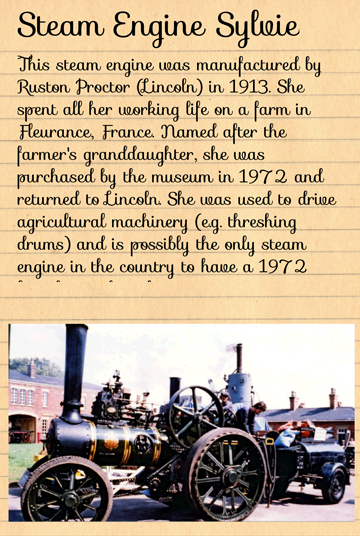 Steam Engine Sylvie
This steam engine was manufactured by
Ruston Proctor (Lincoln) in 1913. She
spent all her working life on a farm in
Fleurance, France. Named after the
farmer's granddaughter, she was
purchased by the museum in 1972 and
returned to Lincoln. She was used to drive
agricultural machinery (e.g. threshing
drums) and is possibly the only steam
engine in the country to have a 1972